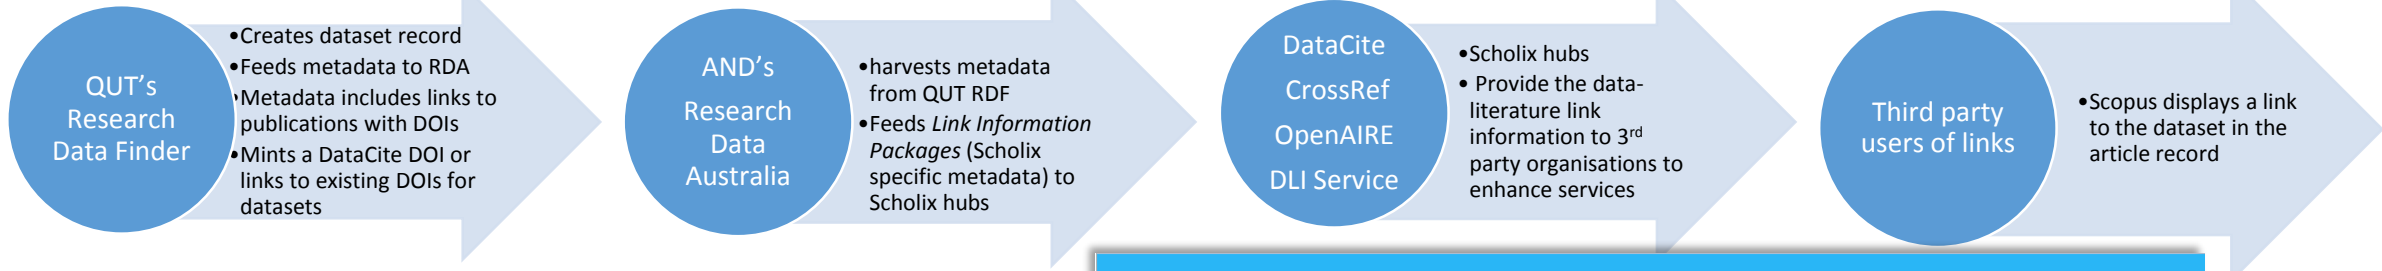 QUT's
Research
Data Finder
•Creates dataset record
•Feeds metadata to RDA
•Metadata includes links to
publications with DOIs
•Mints a DataCite DOI or
links to existing DOIs for
datasets
AND's
Research
Data
Australia
•harvests metadata
from QUT RDF
•Feeds Link Information
Packages (Scholix
specific metadata) to
Scholix hubs
DataCite
CrossRef
OpenAIRE
DLI Service
•Scholix hubs
• Provide the data-
literature link
information to 3rd
party organisations to
enhance services
Third party
users of links
•Scopus displays a link
to the dataset in the
article record